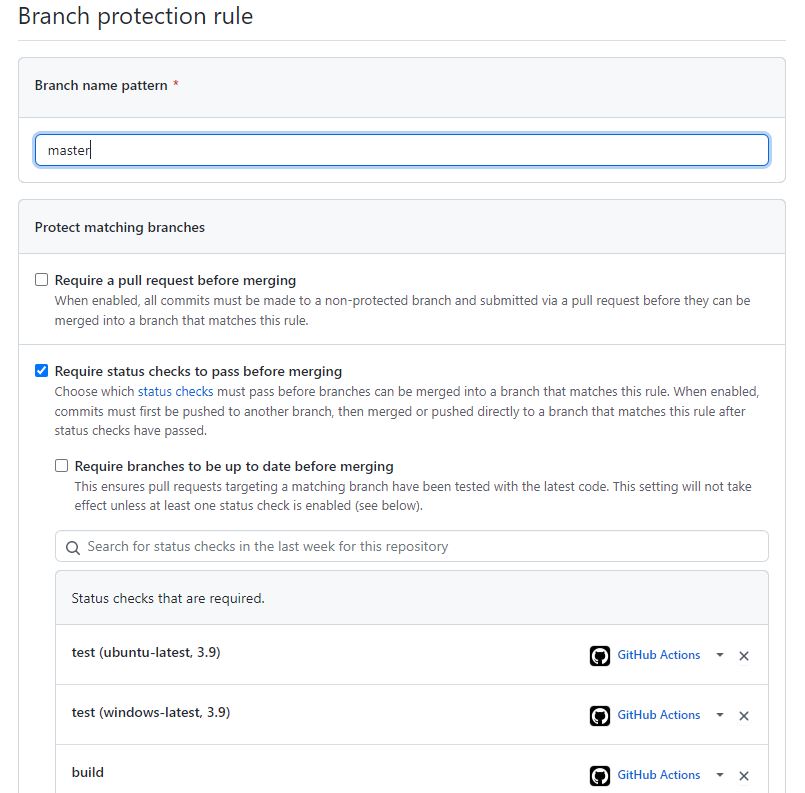 Branch protection rule
Branch name pattern *
master
Protect matching branches
Require a pull request before merging
When enabled, all commits must be made to a non-protected branch and submitted via a pull request before they can be
merged into a branch that matches this rule.
Require status checks to pass before merging
Choose which status checks must pass before branches can be merged into a branch that matches this rule. When enabled,
commits must first be pushed to another branch, then merged or pushed directly to a branch that matches this rule after
status checks have passed.
Require branches to be up to date before merging
This ensures pull requests targeting a matching branch have been tested with the latest code. This setting will not take
effect unless at least one status check is enabled (see below).
Search for status checks in the last week for this repository
Status checks that are required.
test (ubuntu-latest, 3.9) GitHub Actions
test (windows-latest, 3.9) GitHub Actions
build GitHub Actions